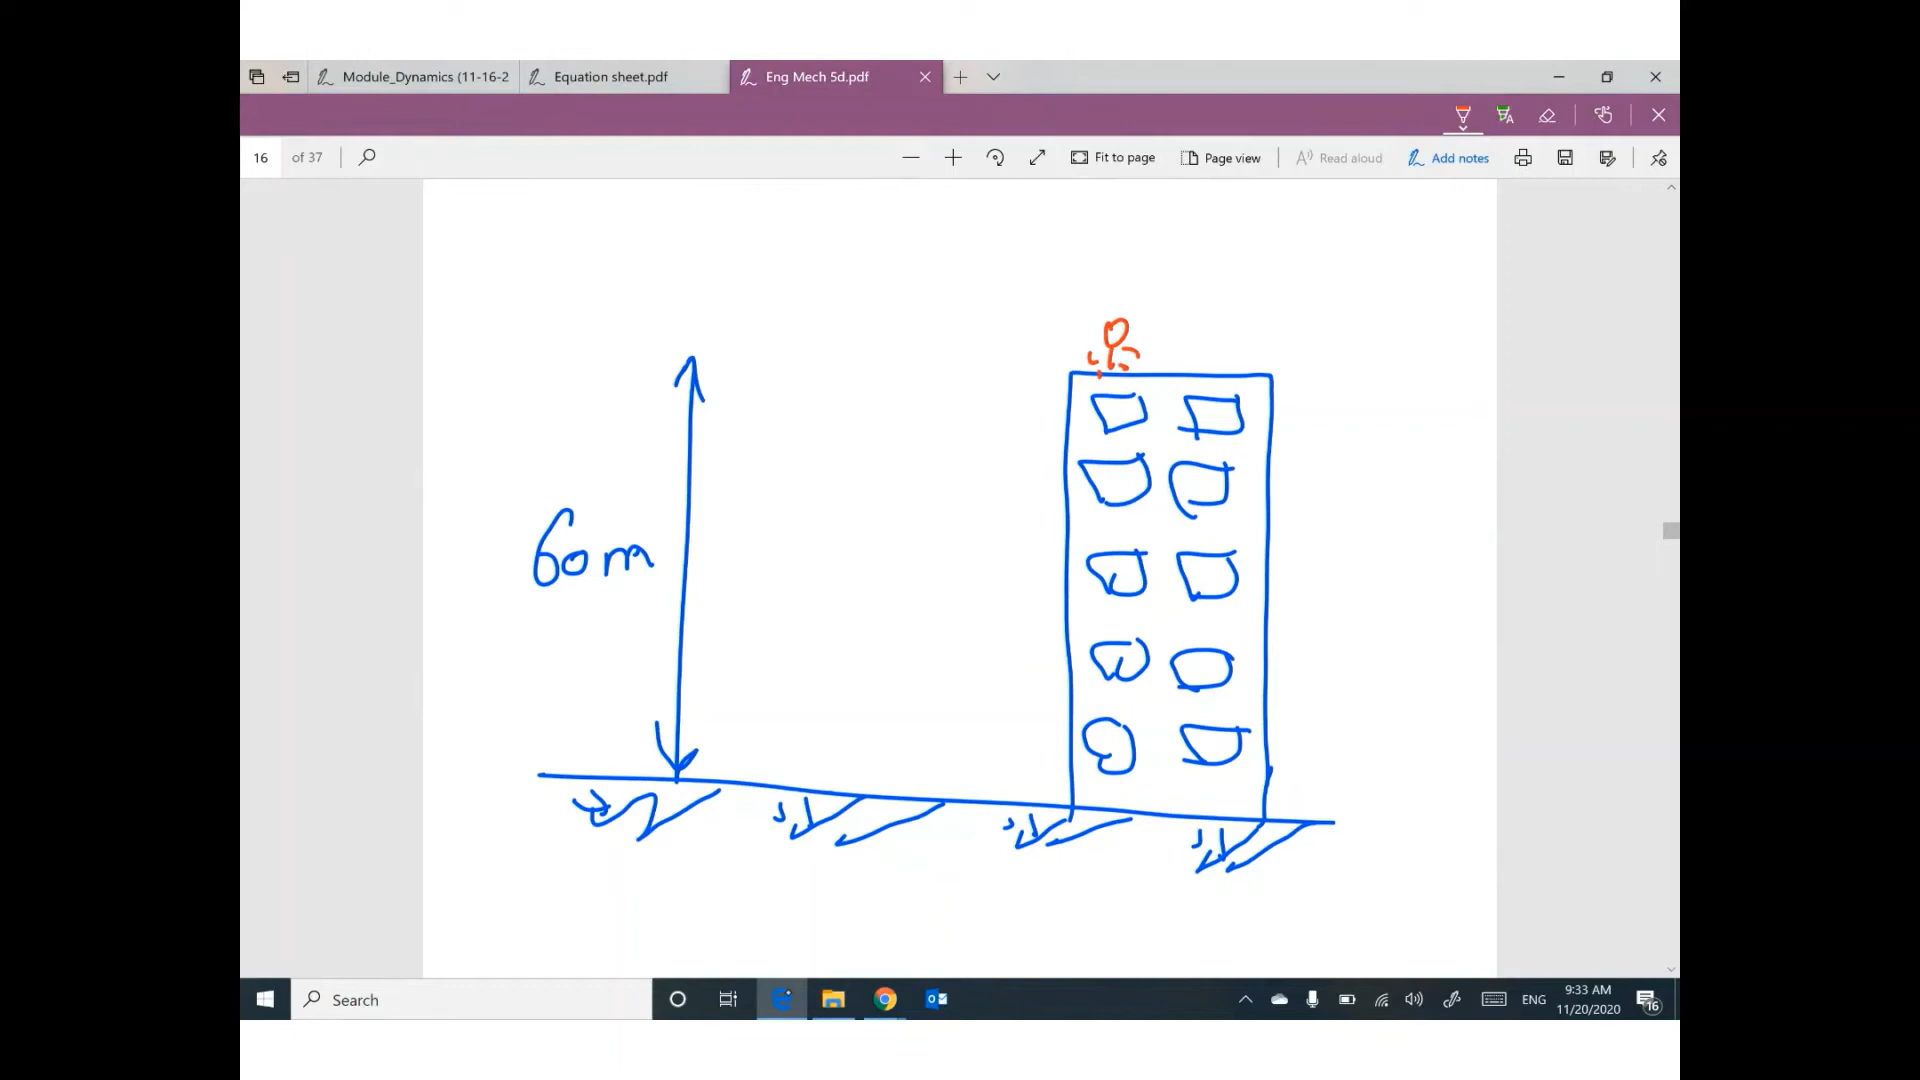 Module_Dynamics (11-16-2
Equation sheet.pdf
Eng Mech 5d.pdf
16 of 37
Fit to page
Page view
Read aloud
Add notes
60m
Search
ENG
9:33 AM
11/20/2020
16